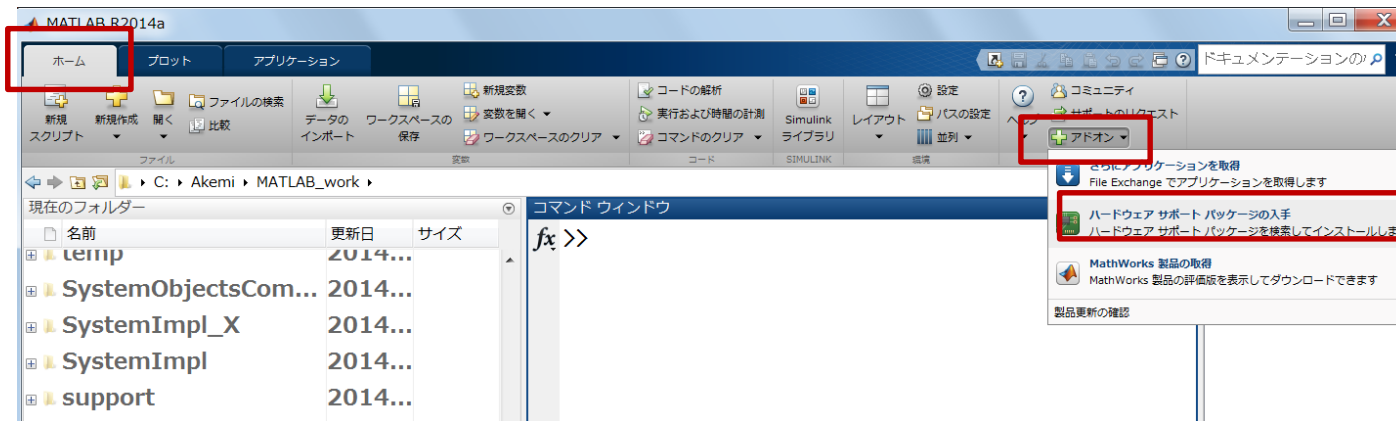 MATLAB R2014a
ホーム プロット アプリケーション
ドキュメンテーションの
新規
スクリプト
新規作成
開く
ファイルの検索
比較
ファイル
データの
インポート
ワークスペースの
保存
新規変数
変数を開く
ワークスペースのクリア
変数
コードの解析
実行および時間の計測
コマンドのクリア
コード
Simulink
ライブラリ
SIMULINK
レイアウト
設定
パスの設定
並列
環境
コミュニティ
サポートのリクエスト
アドオン
さらにアプリケーションを取得
File Exchange でアプリケーションを取得します
ハードウェア サポート パッケージの入手
ハードウェア サポート パッケージを検索してインストールしま
MathWorks 製品の取得
MathWorks 製品の評価版を表示してダウンロードできます
製品更新の確認
C: Akemi MATLAB_work
現在のフォルダー
名前 更新日 サイズ
temp 2014...
SystemObjectsCom... 2014...
SystemImpl_X 2014...
SystemImpl 2014...
support 2014...
コマンド ウィンドウ
fx >>